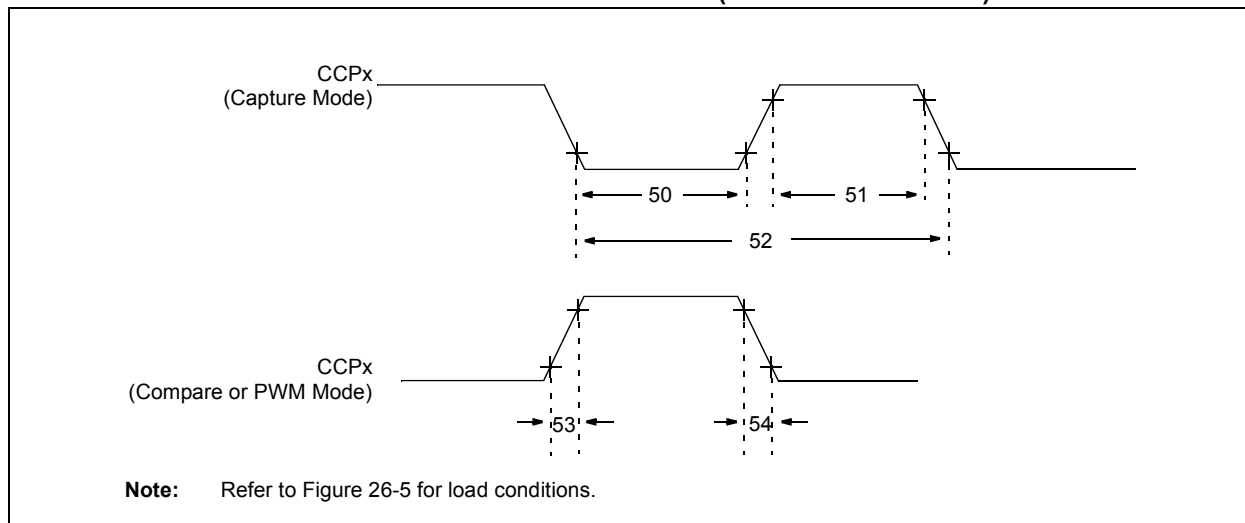 CCPx
(Capture Mode)
50
51
52
CCPx
(Compare or PWM Mode)
53
54
Note: Refer to Figure 26-5 for load conditions.